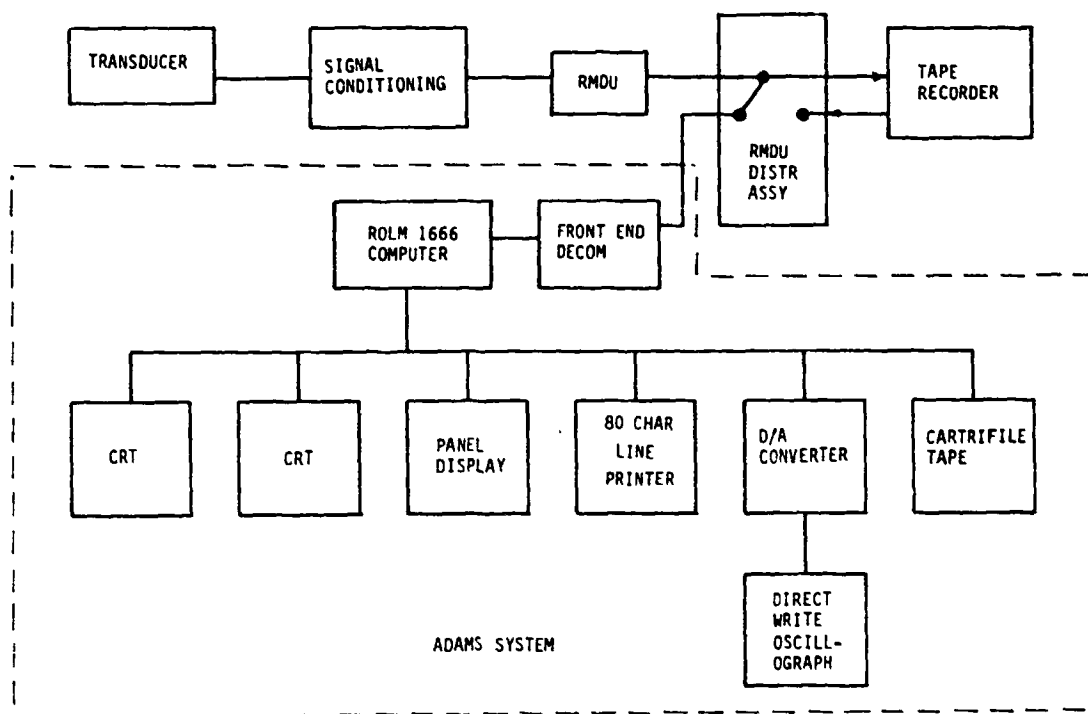 TRANSDUCER
SIGNAL
CONDITIONING
RMDU
RMDU
DISTR
ASSY
TAPE
RECORDER
ROLM 1666
COMPUTER
FRONT END
DECOM
CRT
CRT
PANEL
DISPLAY
80 CHAR
LINE
PRINTER
D/A
CONVERTER
CARTRIFILE
TAPE
DIRECT
WRITE
OSCILL-
OGRAPH
ADAMS SYSTEM